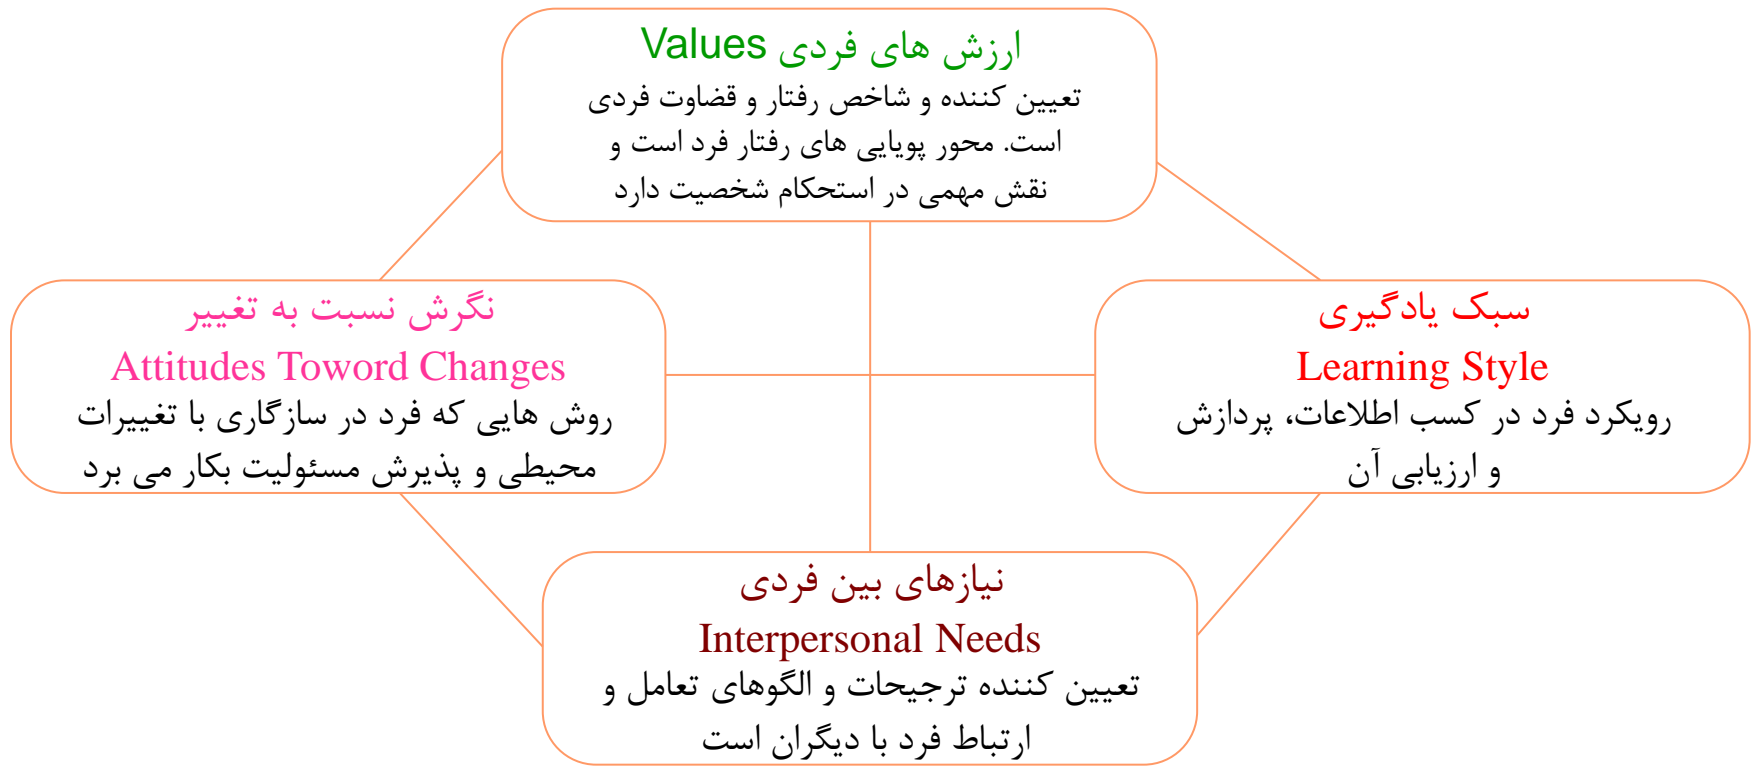 ارزش های فردی Values
تعیین کننده و شاخص رفتار و قضاوت فردی
است. محور پویایی های رفتار فرد است و
نقش مهمی در استحکام شخصیت دارد
سبک یادگیری
Learning Style
رویکرد فرد در کسب اطلاعات، پردازش
و ارزیابی آن
نگرش نسبت به تغییر
Attitudes Toword Changes
روش هایی که فرد در سازگاری با تغییرات
محیطی و پذیرش مسئولیت بکار می برد
نیازهای بین فردی
Interpersonal Needs
تعیین کننده ترجیحات و الگوهای تعامل و
ارتباط فرد با دیگران است